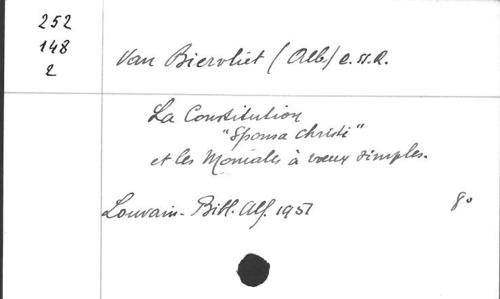 252
148
2
Van Biervliet (Alb) c.ss.R.
La Constitution
"Sponsa Christi"
et les Moniales à vœux simples.
Louvain - Bibl. Alf. 1951 8°